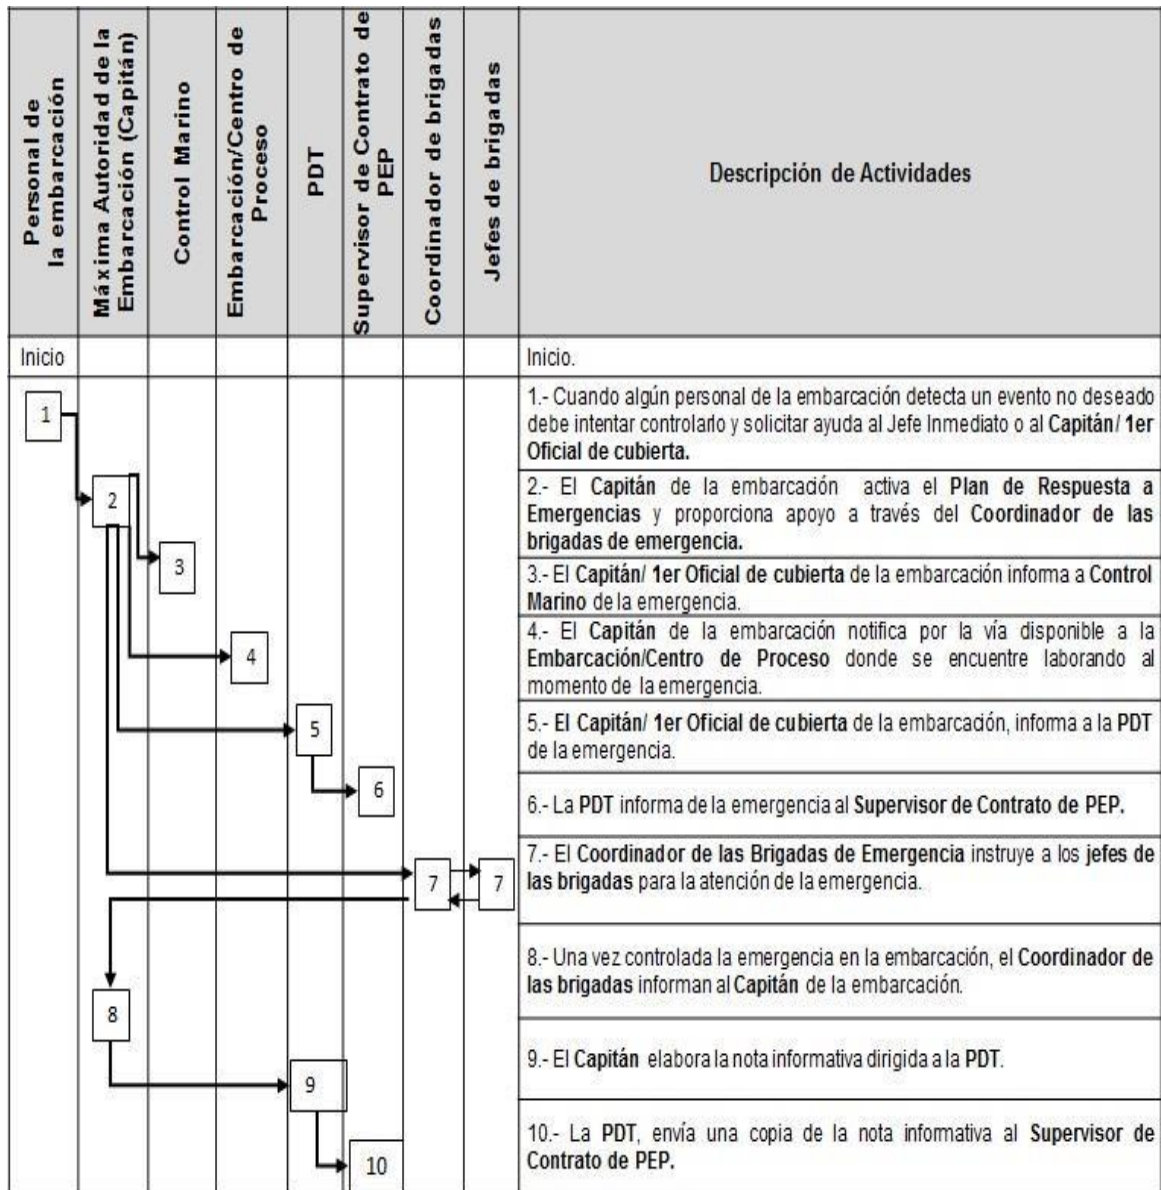 Personal de
la embarcación
Máxima Autoridad de la
Embarcación (Capitán)
Control Marino
Embarcación/Centro de
Proceso
PDT
Supervisor de Contrato de
PEP
Coordinador de brigadas
Jefes de brigadas
Descripción de Actividades
Inicio
Inicio.
1
1.- Cuando algún personal de la embarcación detecta un evento no deseado
debe intentar controlarlo y solicitar ayuda al Jefe Inmediato o al Capitán/ 1er
Oficial de cubierta.
2
2.- El Capitán de la embarcación activa el Plan de Respuesta a
Emergencias y proporciona apoyo a través del Coordinador de las
brigadas de emergencia.
3
3.- El Capitán/ 1er Oficial de cubierta de la embarcación informa a Control
Marino de la emergencia.
4
4.- El Capitán de la embarcación notifica por la vía disponible a la
Embarcación/Centro de Proceso donde se encuentre laborando al
momento de la emergencia.
5
5.- El Capitán/ 1er Oficial de cubierta de la embarcación, informa a la PDT
de la emergencia.
6
6.- La PDT informa de la emergencia al Supervisor de Contrato de PEP.
7
7
7.- El Coordinador de las Brigadas de Emergencia instruye a los jefes de
las brigadas para la atención de la emergencia.
8
8.- Una vez controlada la emergencia en la embarcación, el Coordinador de
las brigadas informan al Capitán de la embarcación.
9
9.- El Capitán elabora la nota informativa dirigida a la PDT.
10
10.- La PDT, envía una copia de la nota informativa al Supervisor de
Contrato de PEP.